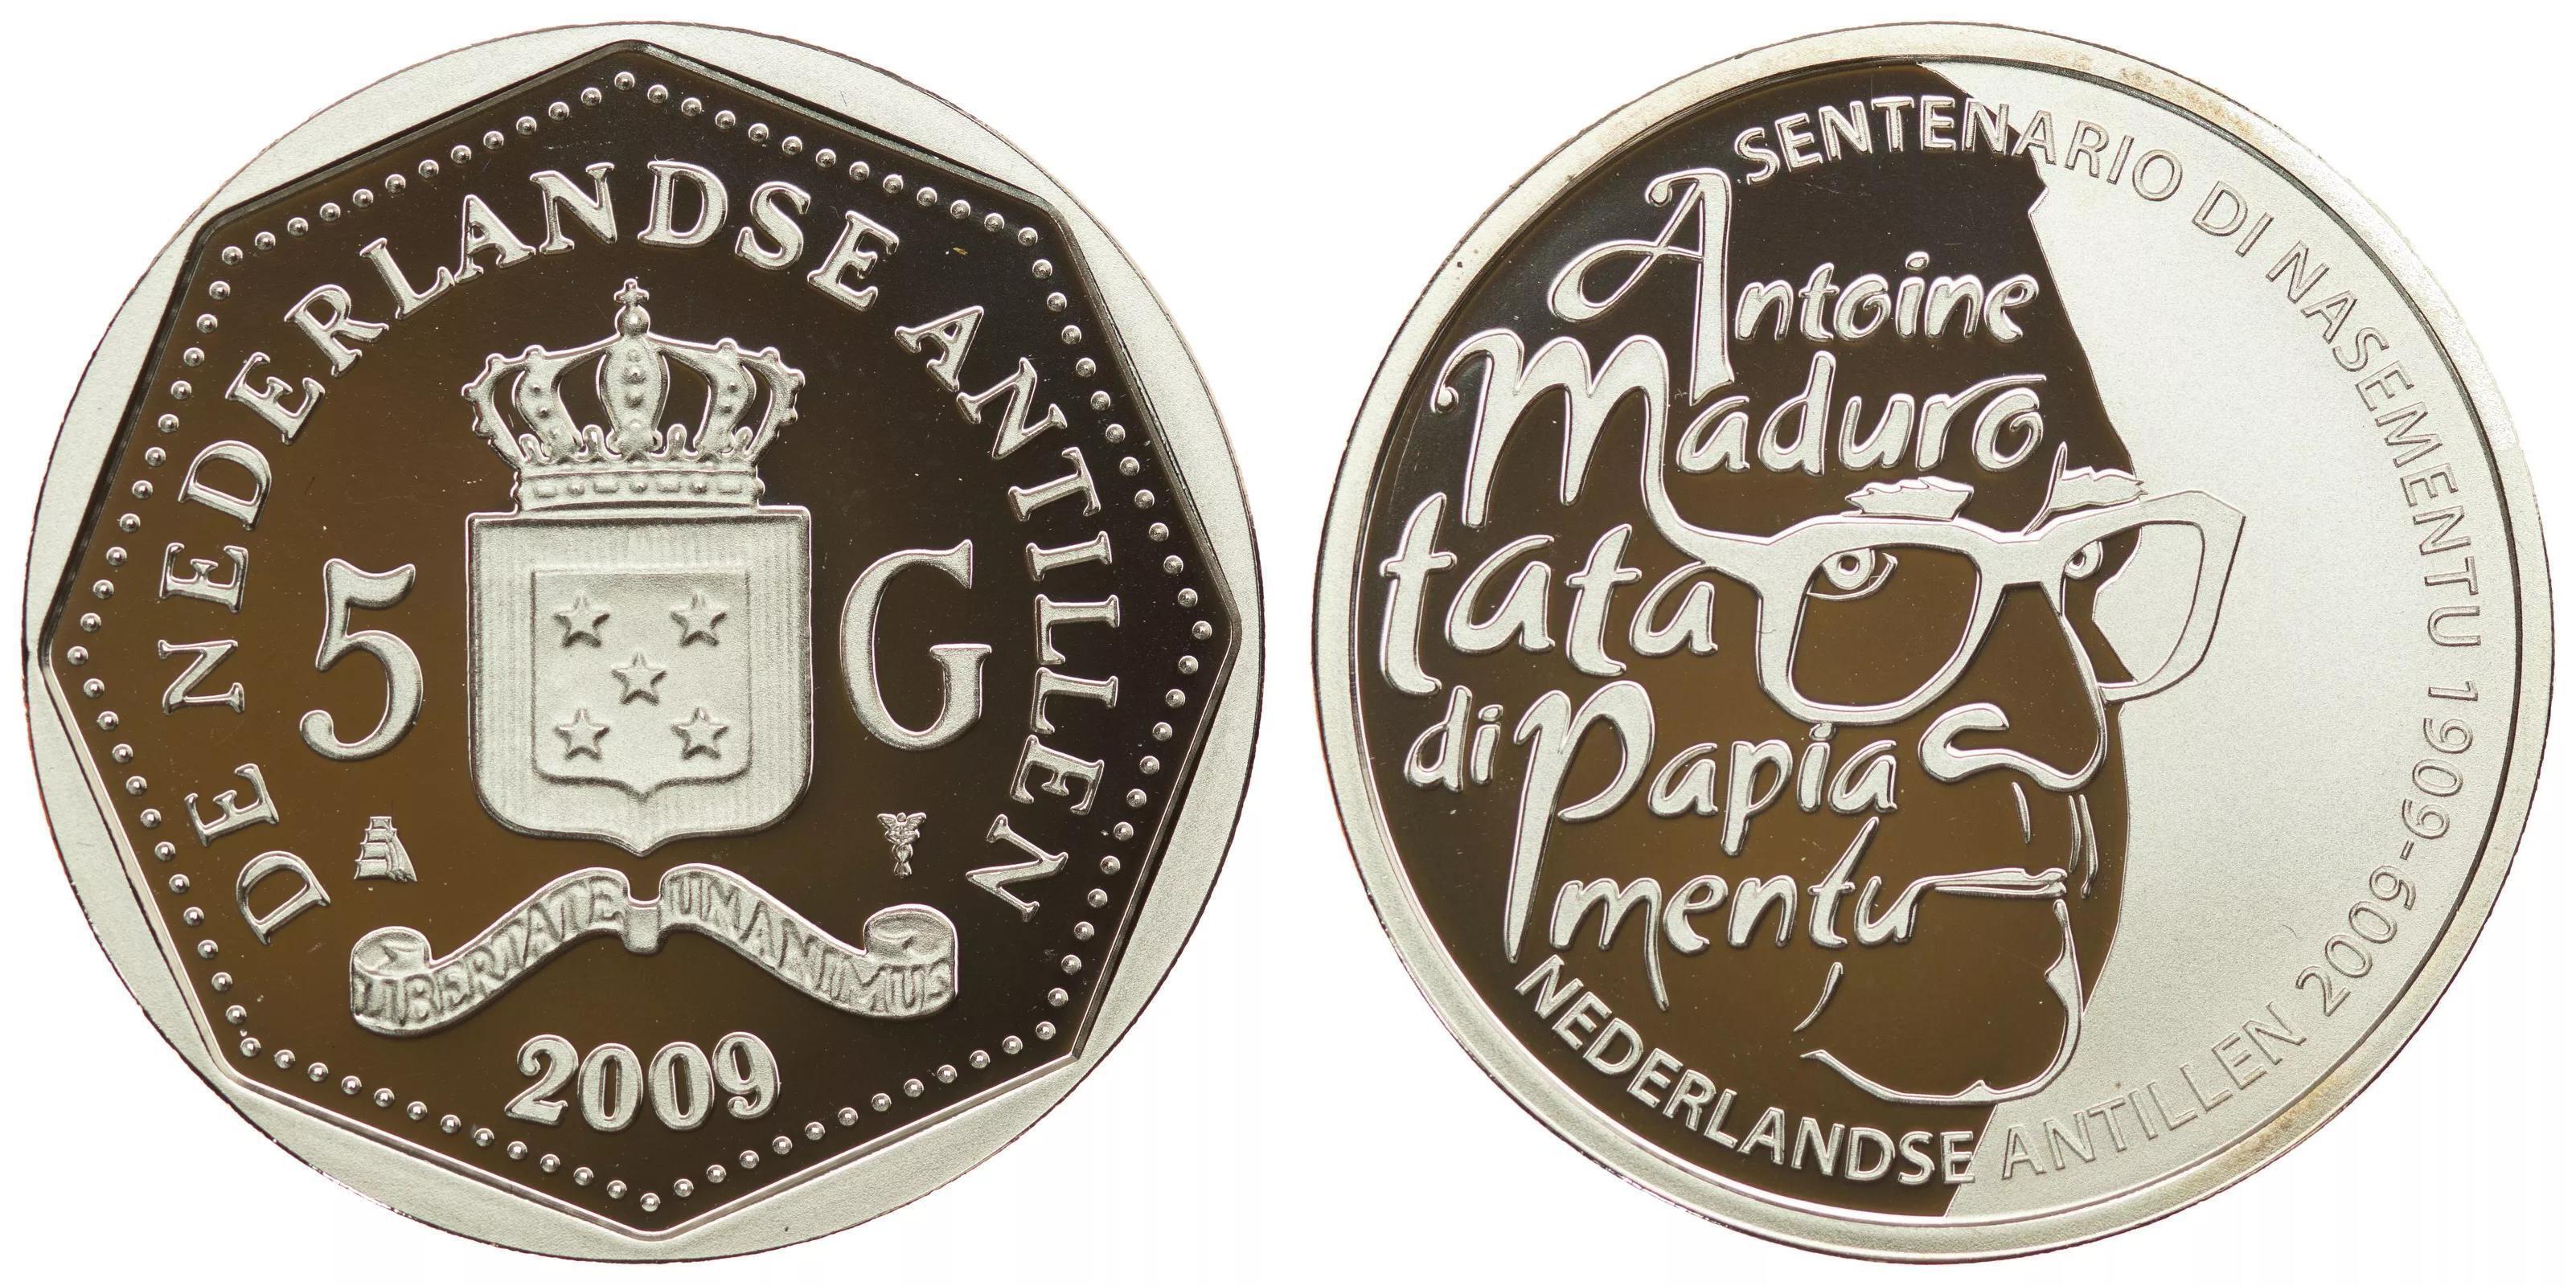 DE NEDERLANDSE ANTILLEN
5 G
LIBERTATE UNANIMUS
2009
SENTENARIO DI NASEMENTU 1909-2009
Antoine
Maduro
tata
di Papia
mentu
NEDERLANDSE ANTILLEN 2009